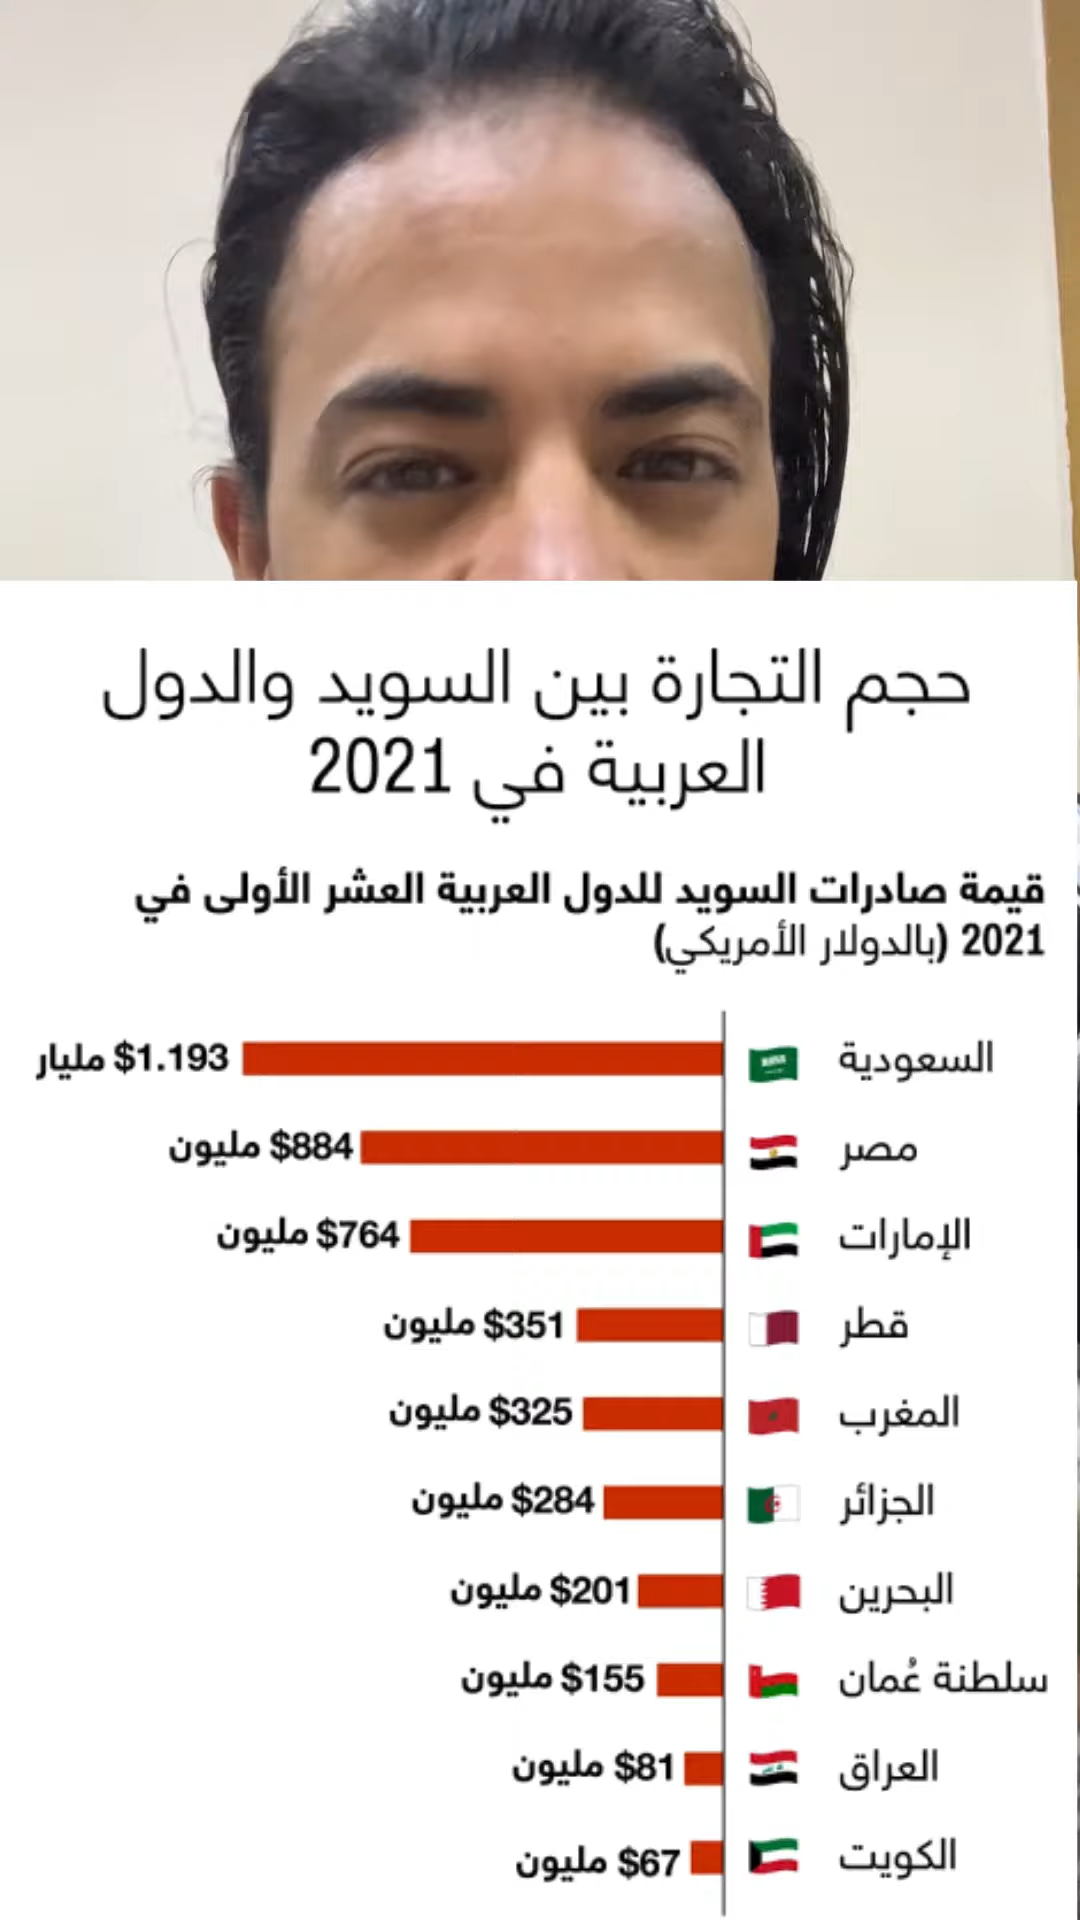 حجم التجارة بين السويد والدول
العربية في 2021
قيمة صادرات السويد للدول العربية العشر الأولى في
2021 (بالدولار الأمريكي)
السعودية $1.193 مليار
مصر $884 مليون
الإمارات $764 مليون
قطر $351 مليون
المغرب $325 مليون
الجزائر $284 مليون
البحرين $201 مليون
سلطنة عُمان $155 مليون
العراق $81 مليون
الكويت $67 مليون